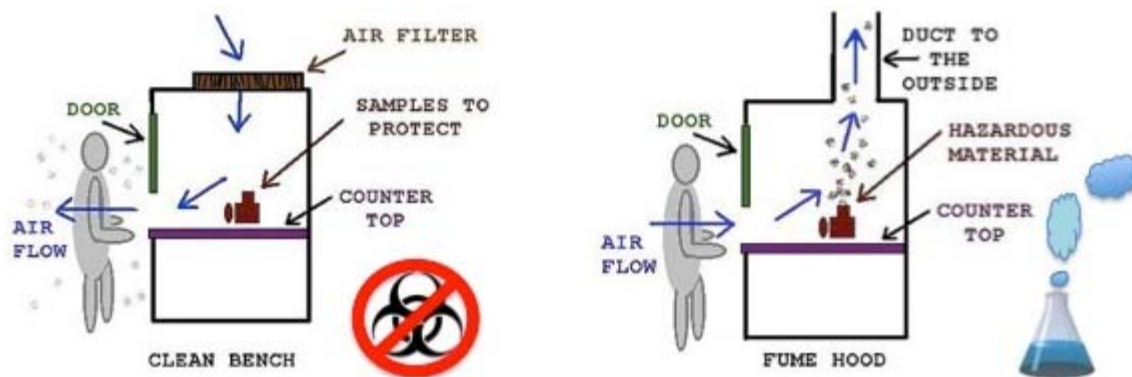 AIR FILTER
DOOR
SAMPLES TO
PROTECT
COUNTER
TOP
AIR
FLOW
CLEAN BENCH
DUCT TO
THE
OUTSIDE
DOOR
HAZARDOUS
MATERIAL
COUNTER
TOP
AIR
FLOW
FUME HOOD